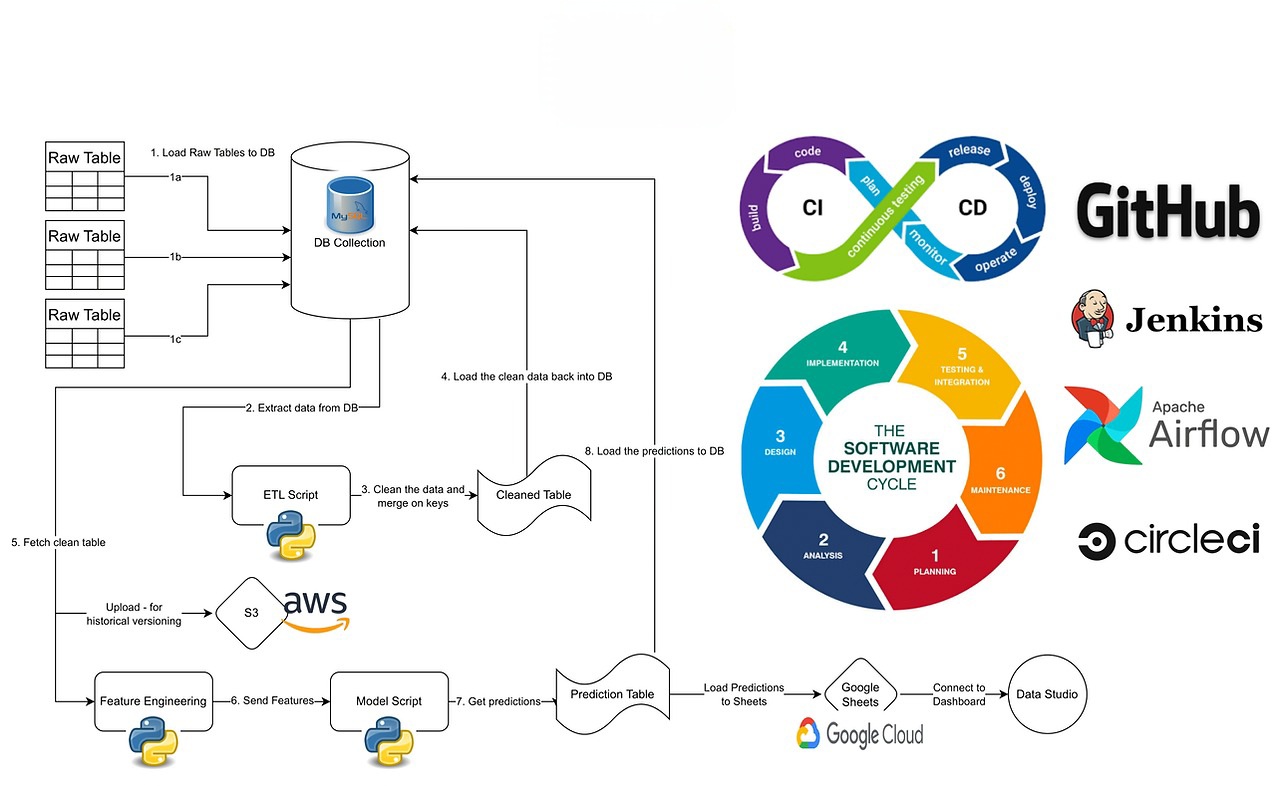 Raw Table
1. Load Raw Tables to DB
1a
Raw Table
1b
Raw Table
1c
MySQL
DB Collection
4. Load the clean data back into DB
2. Extract data from DB
8. Load the predictions to DB
ETL Script
3. Clean the data and
merge on keys
Cleaned Table
5. Fetch clean table
Upload - for
historical versioning
S3
aws
Feature Engineering
6. Send Features
Model Script
7. Get predictions
Prediction Table
Load Predictions
to Sheets
Google
Sheets
Google Cloud
Connect to
Dashboard
Data Studio
code
build
CI
plan
continuous testing
monitor
CD
release
deploy
operate
4
IMPLEMENTATION
5
TESTING &
INTEGRATION
3
DESIGN
THE
SOFTWARE
DEVELOPMENT
CYCLE
6
MAINTENANCE
2
ANALYSIS
1
PLANNING
GitHub
Jenkins
Apache
Airflow
circleci